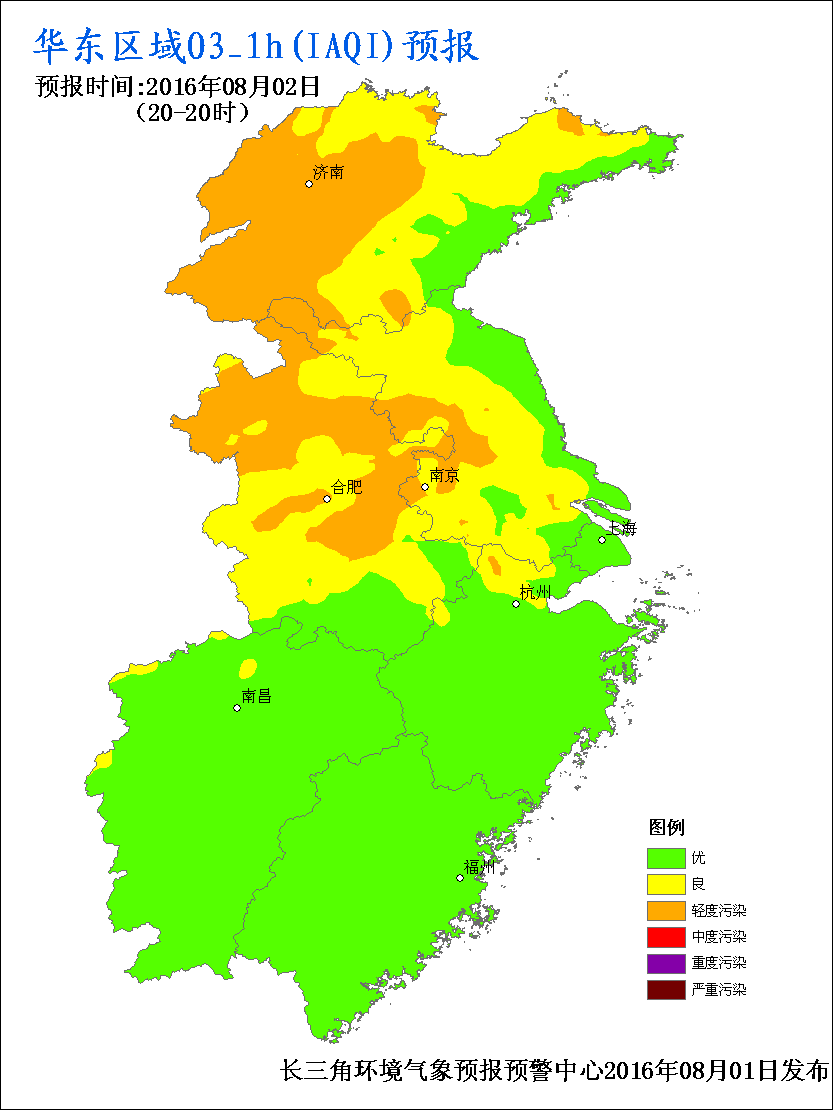 华东区域O3_1h(IAQI)预报
预报时间:2016年08月02日
（20-20时）
济南
合肥
南京
上海
杭州
南昌
福州
图例
优
良
轻度污染
中度污染
重度污染
严重污染
长三角环境气象预报预警中心2016年08月01日发布